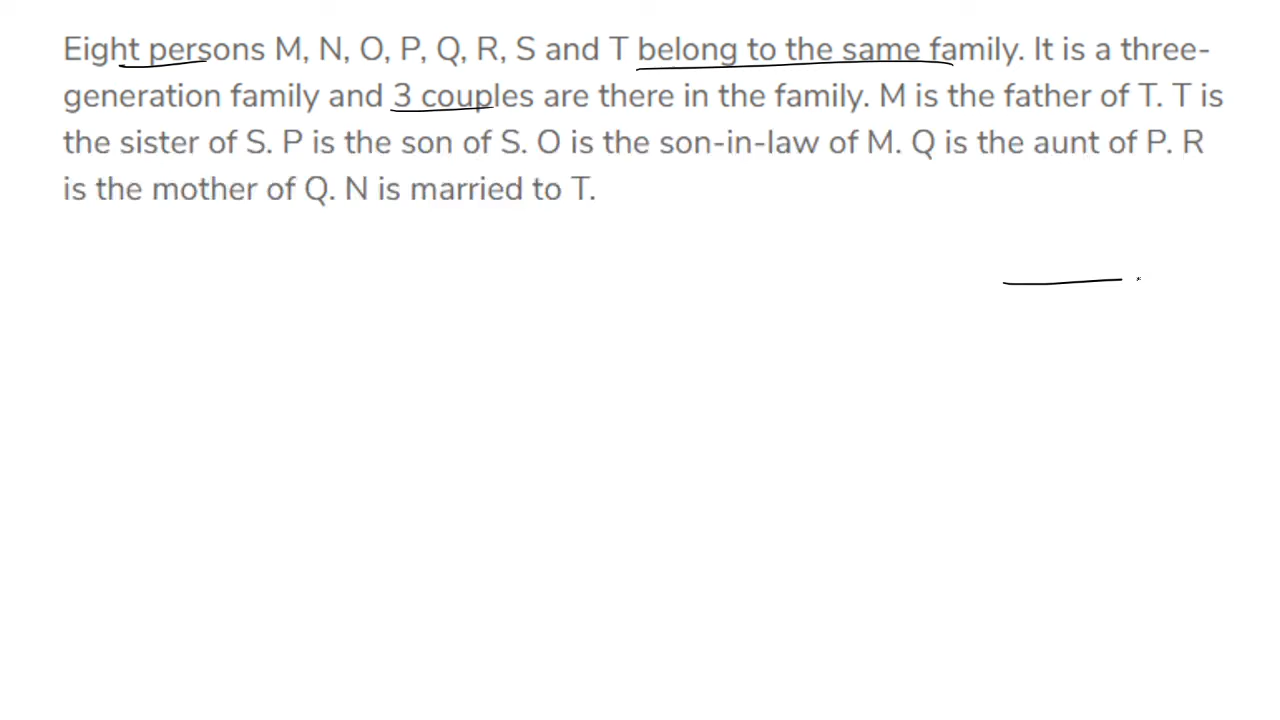 Eight persons M, N, O, P, Q, R, S and T belong to the same family. It is a three-
generation family and 3 couples are there in the family. M is the father of T. T is
the sister of S. P is the son of S. O is the son-in-law of M. Q is the aunt of P. R
is the mother of Q. N is married to T.